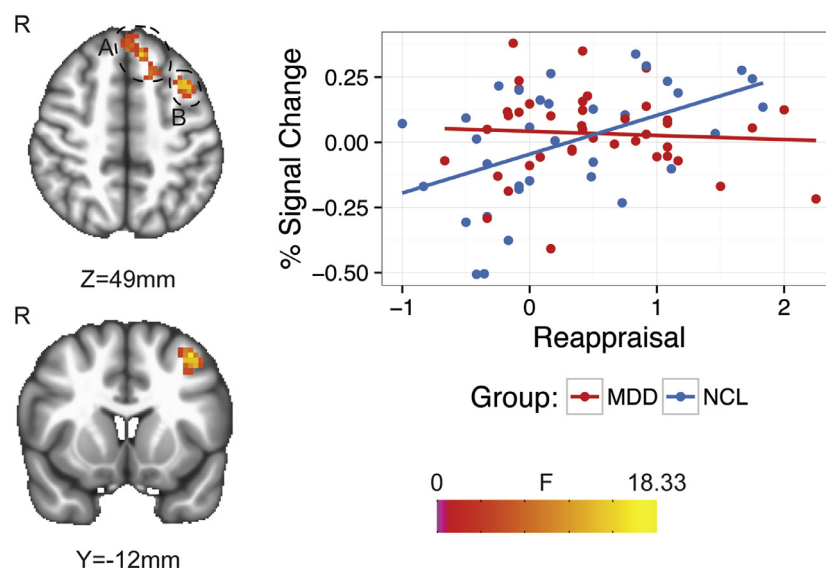 R
A
B
Z=49mm
R
Y=-12mm
% Signal Change
0.25
0.00
−0.25
−0.50
−1
0
1
2
Reappraisal
Group: MDD NCL
0 F 18.33